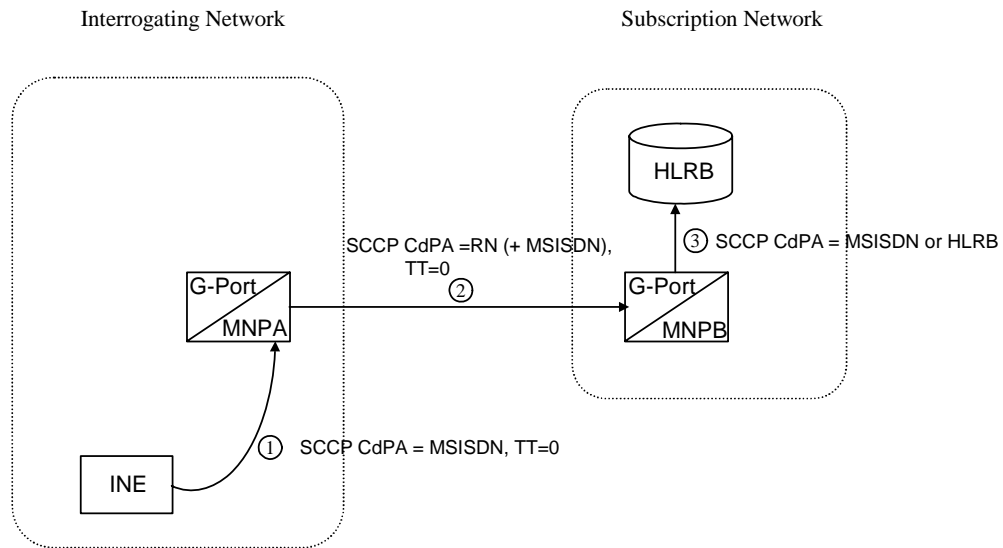 Interrogating Network
Subscription Network
HLRB
SCCP CdPA =RN (+ MSISDN),
TT=0
2
3 SCCP CdPA = MSISDN or HLRB
G-Port
MNPA
G-Port
MNPB
1 SCCP CdPA = MSISDN, TT=0
INE